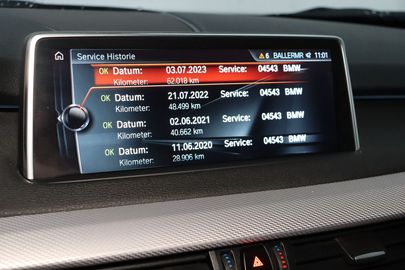 Service Historie 6 BALLERMR 11:01
OK Datum: 03.07.2023 Service: 04543 BMW
Kilometer: 62.018 km
OK Datum: 21.07.2022 Service: 04543 BMW
Kilometer: 48.499 km
OK Datum: 02.06.2021 Service: 04543 BMW
Kilometer: 40.662 km
OK Datum: 11.06.2020 Service: 04543 BMW
Kilometer: 28.906 km